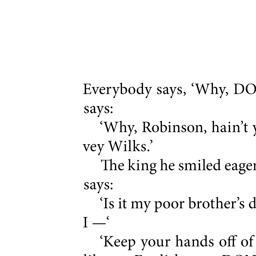 Everybody says, ‘Why, DO
says:
‘Why, Robinson, hain’t y
vey Wilks.’
The king he smiled eager
says:
‘Is it my poor brother’s d
I —‘
‘Keep your hands off of